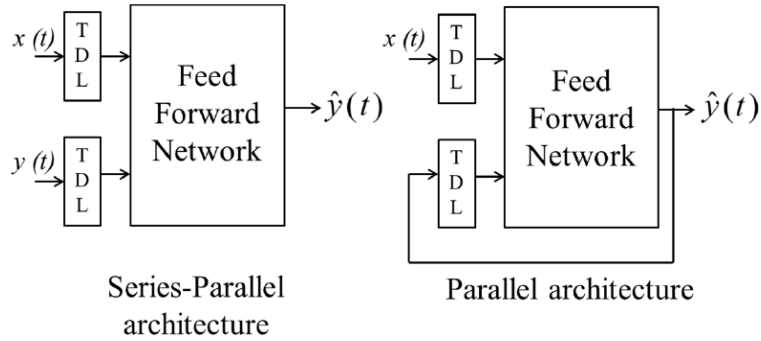 x (t)
T
D
L
y (t)
T
D
L
Feed
Forward
Network
ŷ(t)
Series-Parallel
architecture
x (t)
T
D
L
T
D
L
Feed
Forward
Network
ŷ(t)
Parallel architecture